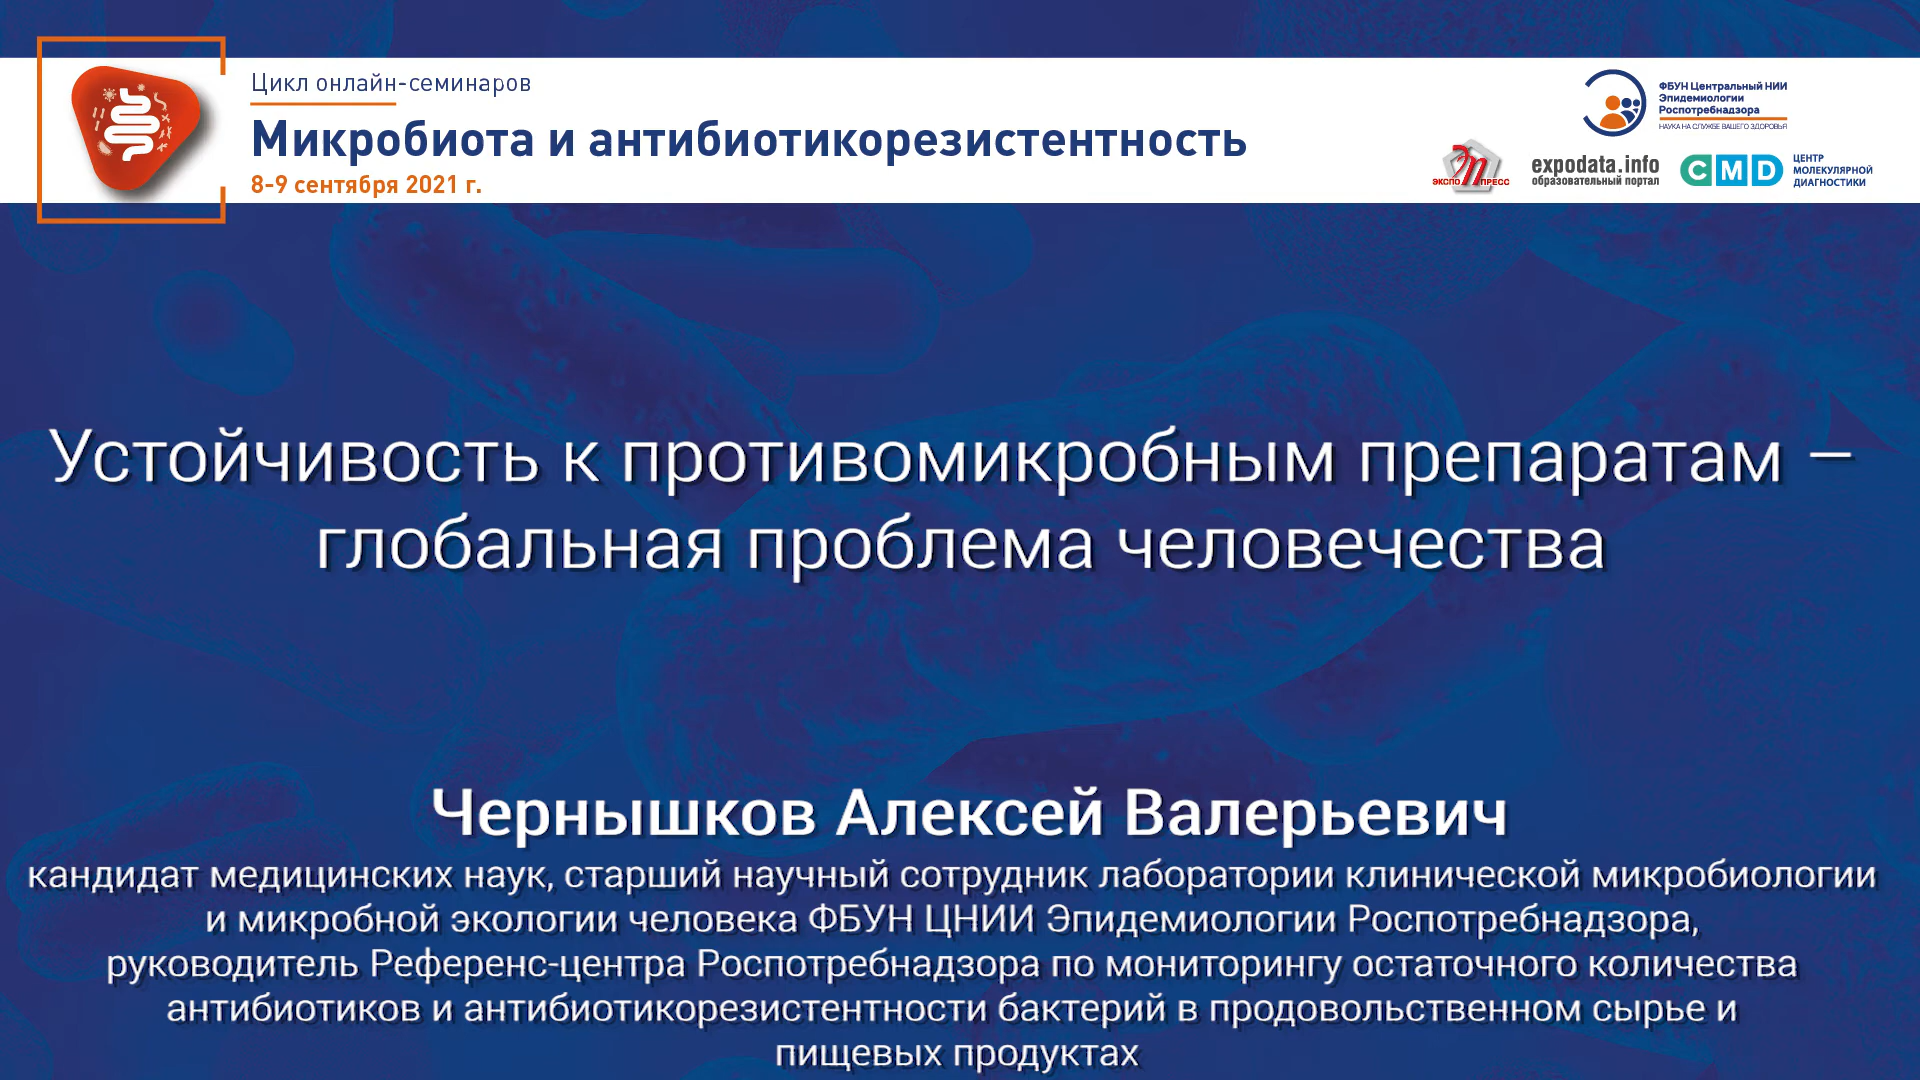 Цикл онлайн-семинаров
Микробиота и антибиотикорезистентность
8-9 сентября 2021 г.
ФБУН Центральный НИИ
Эпидемиологии
Роспотребнадзора
НАУКА НА СЛУЖБЕ ВАШЕГО ЗДОРОВЬЯ
ЭКСПО ЭП ПРЕСС
expodata.info
образовательный портал
CMD
ЦЕНТР
МОЛЕКУЛЯРНОЙ
ДИАГНОСТИКИ
Устойчивость к противомикробным препаратам –
глобальная проблема человечества
Чернышков Алексей Валерьевич
кандидат медицинских наук, старший научный сотрудник лаборатории клинической микробиологии
и микробной экологии человека ФБУН ЦНИИ Эпидемиологии Роспотребнадзора,
руководитель Референс-центра Роспотребнадзора по мониторингу остаточного количества
антибиотиков и антибиотикорезистентности бактерий в продовольственном сырье и
пищевых продуктах